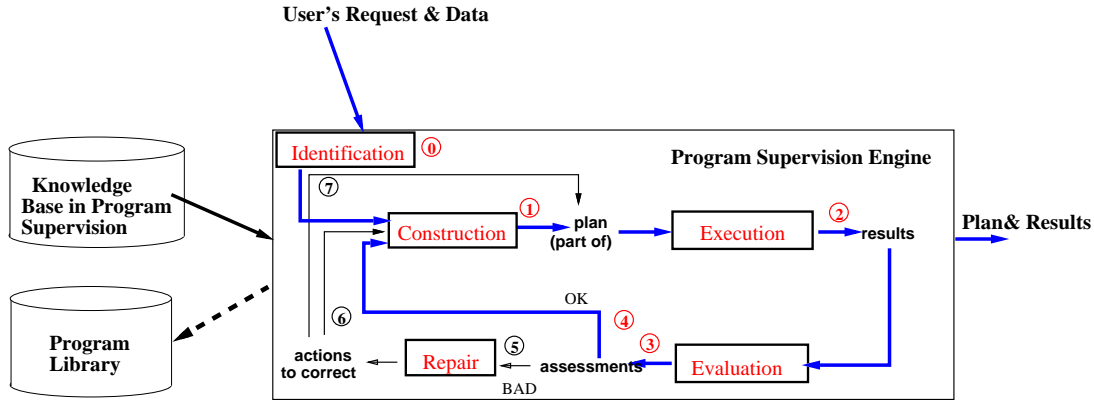 User's Request & Data
Identification
0
Program Supervision Engine
Knowledge
Base in Program
Supervision
7
1
2
Construction
plan
(part of)
Execution
results
Plan& Results
OK
6
4
Program
Library
actions
to correct
Repair
5
BAD
assessments
3
Evaluation